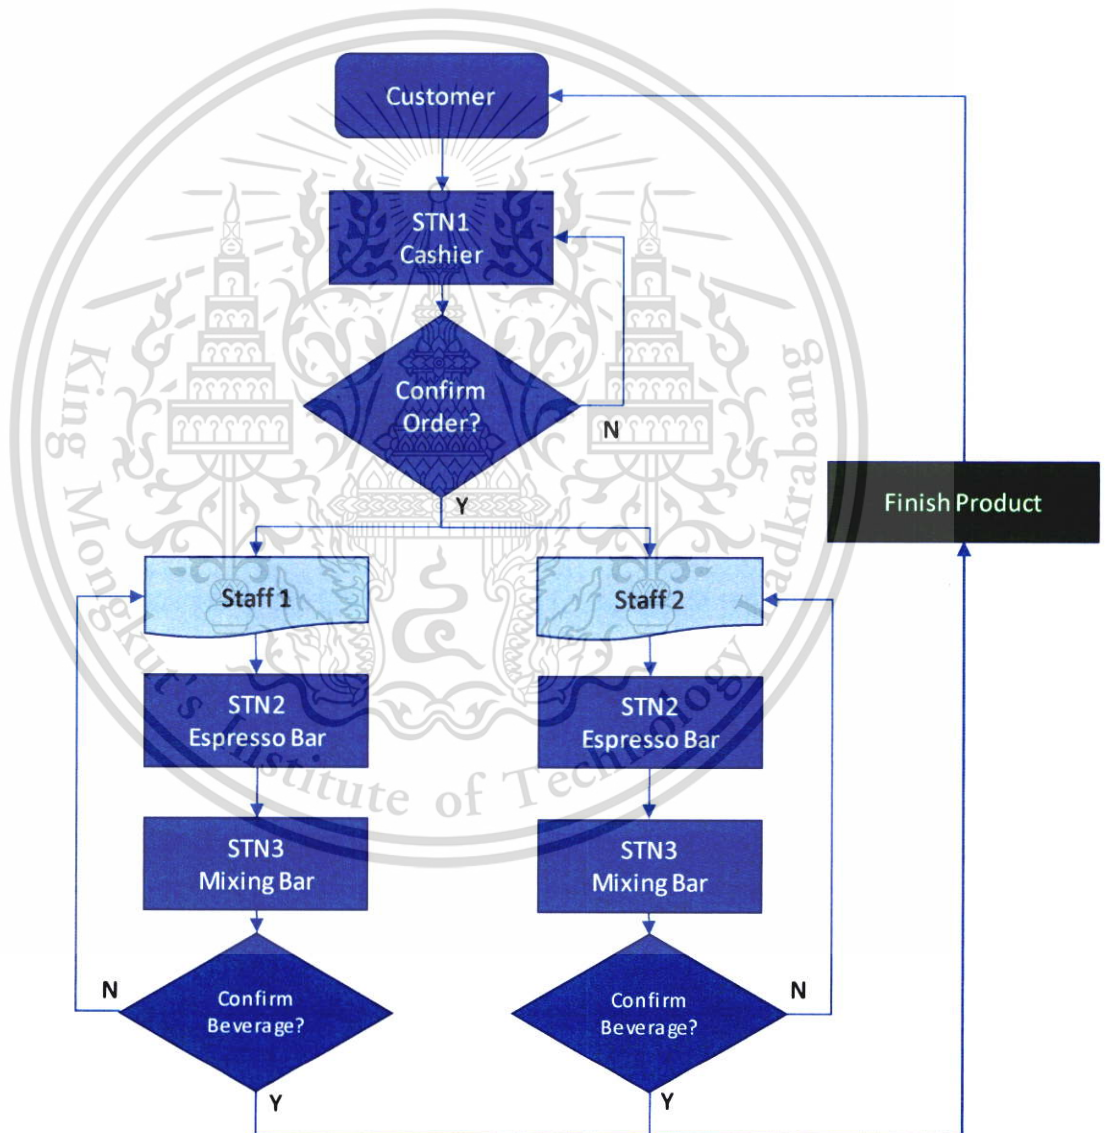 Customer
STN1
Cashier
Confirm
Order?
N
Y
Finish Product
Staff 1
Staff 2
STN2
Espresso Bar
STN2
Espresso Bar
STN3
Mixing Bar
STN3
Mixing Bar
N
Confirm
Beverage?
Y
Confirm
Beverage?
N
Y
King Mongkut's Institute of Technology Ladkrabang